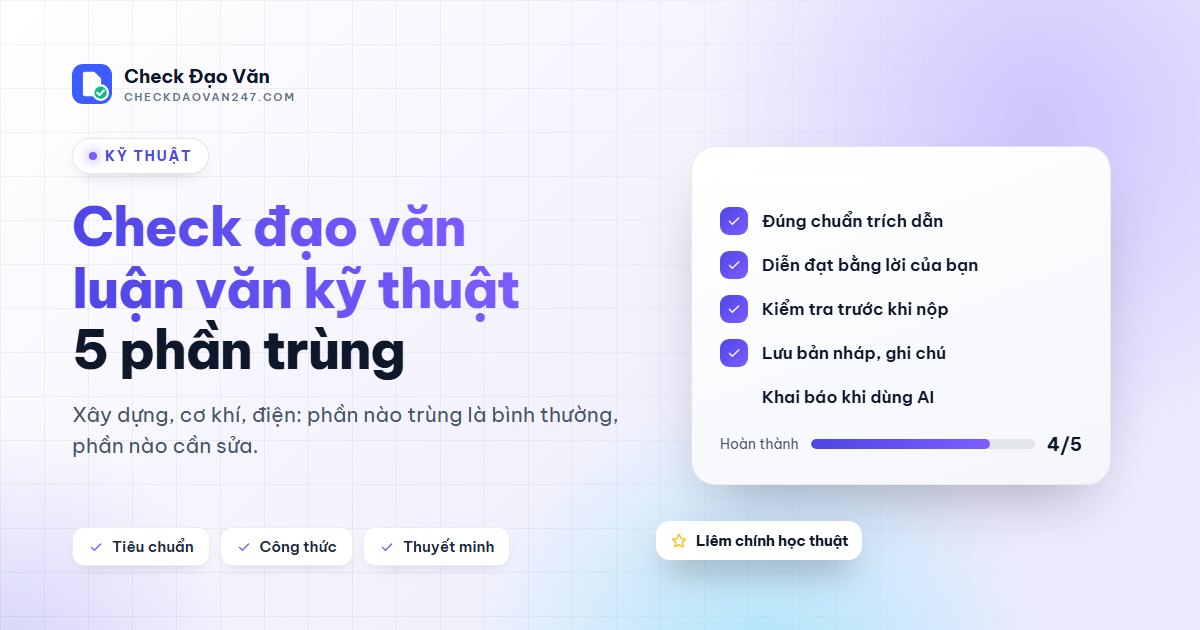 Check Đạo Văn
CHECKDAOVAN247.COM
KỸ THUẬT
Check đạo văn
luận văn kỹ thuật
5 phần trùng
Xây dựng, cơ khí, điện: phần nào trùng là bình thường,
phần nào cần sửa.
Tiêu chuẩn
Công thức
Thuyết minh
Đúng chuẩn trích dẫn
Diễn đạt bằng lời của bạn
Kiểm tra trước khi nộp
Lưu bản nháp, ghi chú
Khai báo khi dùng AI
Hoàn thành
4/5
Liêm chính học thuật